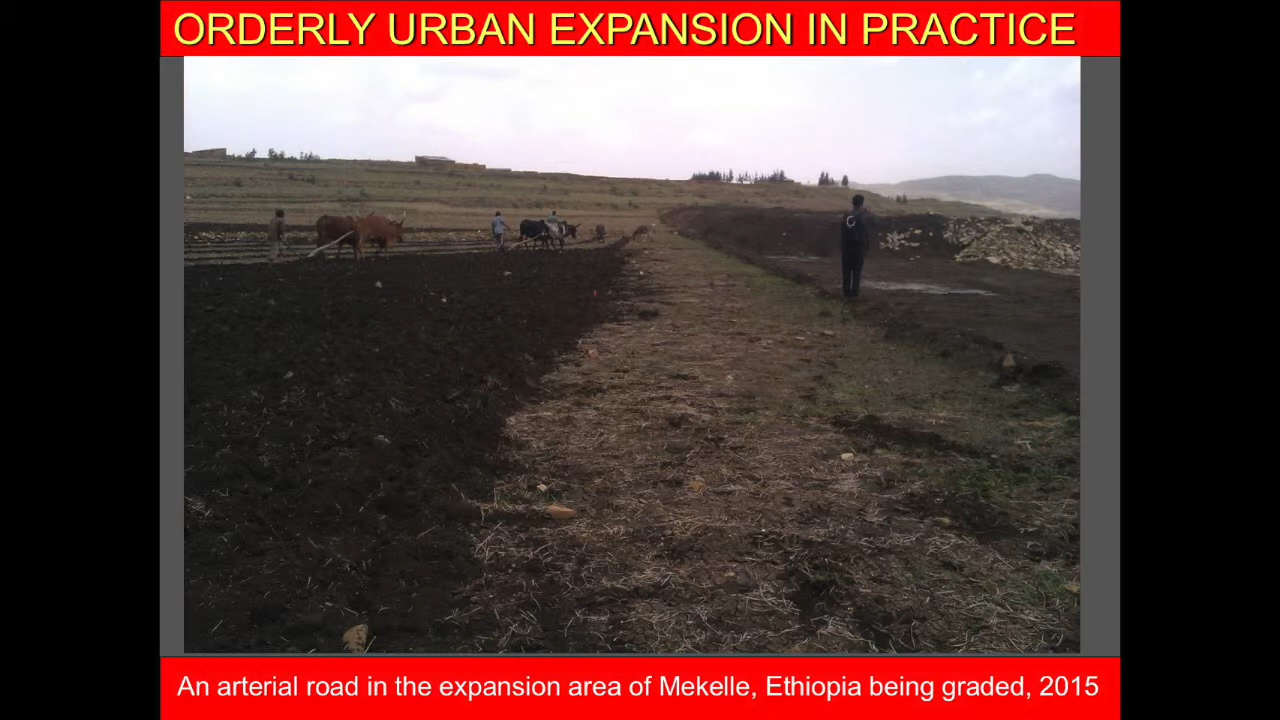 ORDERLY URBAN EXPANSION IN PRACTICE
An arterial road in the expansion area of Mekelle, Ethiopia being graded, 2015